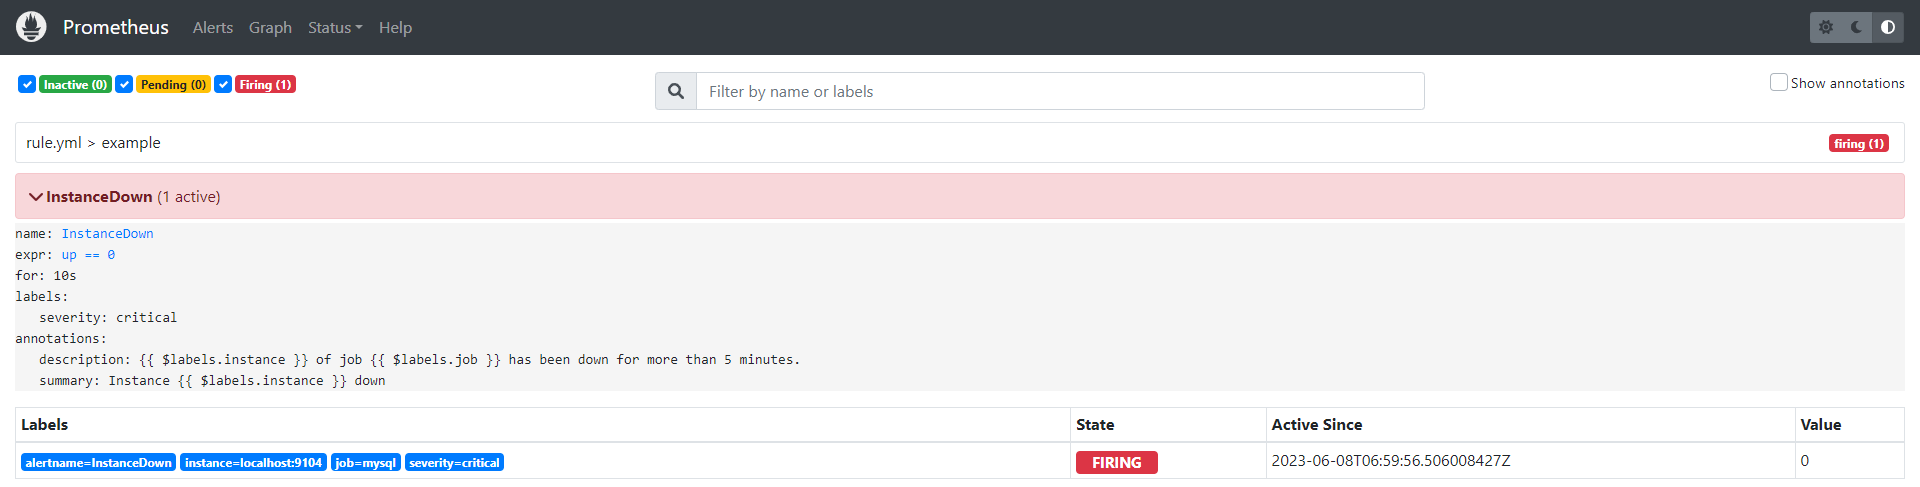 Prometheus Alerts Graph Status Help
Inactive (0) Pending (0) Firing (1)
Filter by name or labels
Show annotations
rule.yml > example
firing (1)
InstanceDown (1 active)
name: InstanceDown
expr: up == 0
for: 10s
labels:
severity: critical
annotations:
description: {{ $labels.instance }} of job {{ $labels.job }} has been down for more than 5 minutes.
summary: Instance {{ $labels.instance }} down
Labels State Active Since Value
alertname=InstanceDown instance=localhost:9104 job=mysql severity=critical FIRING 2023-06-08T06:59:56.506008427Z 0